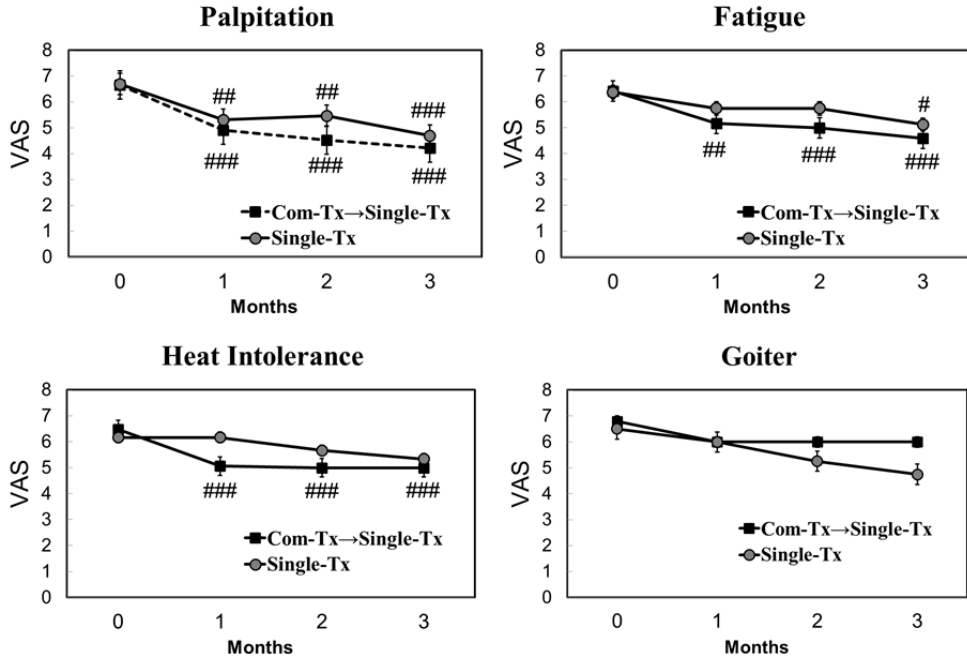 Palpitation
8
7
6
5
4
3
2
1
0
VAS
## ## ###
### ### ###
Com-Tx→Single-Tx
Single-Tx
0 1 2 3
Months
Fatigue
8
7
6
5
4
3
2
1
0
VAS
#
## ### ###
Com-Tx→Single-Tx
Single-Tx
0 1 2 3
Months
Heat Intolerance
8
7
6
5
4
3
2
1
0
VAS
### ### ###
Com-Tx→Single-Tx
Single-Tx
0 1 2 3
Months
Goiter
8
7
6
5
4
3
2
1
0
VAS
Com-Tx→Single-Tx
Single-Tx
0 1 2 3
Months